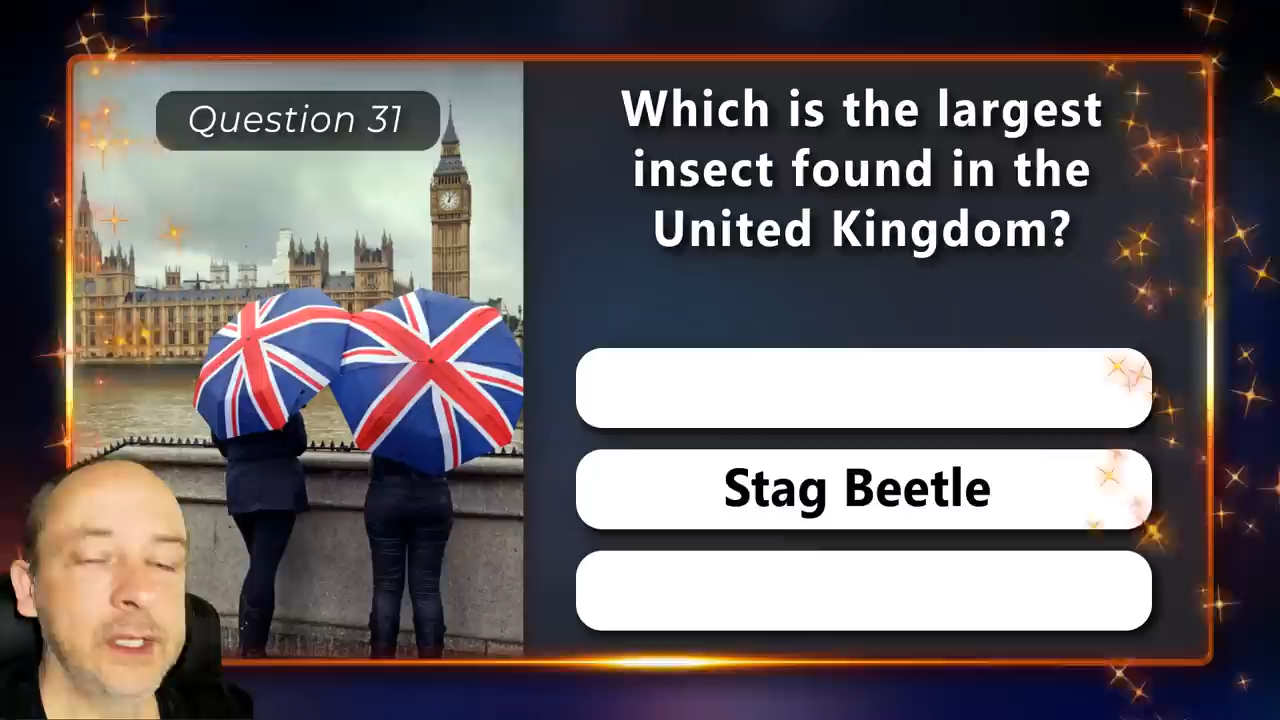 Question 31
Which is the largest
insect found in the
United Kingdom?
Stag Beetle